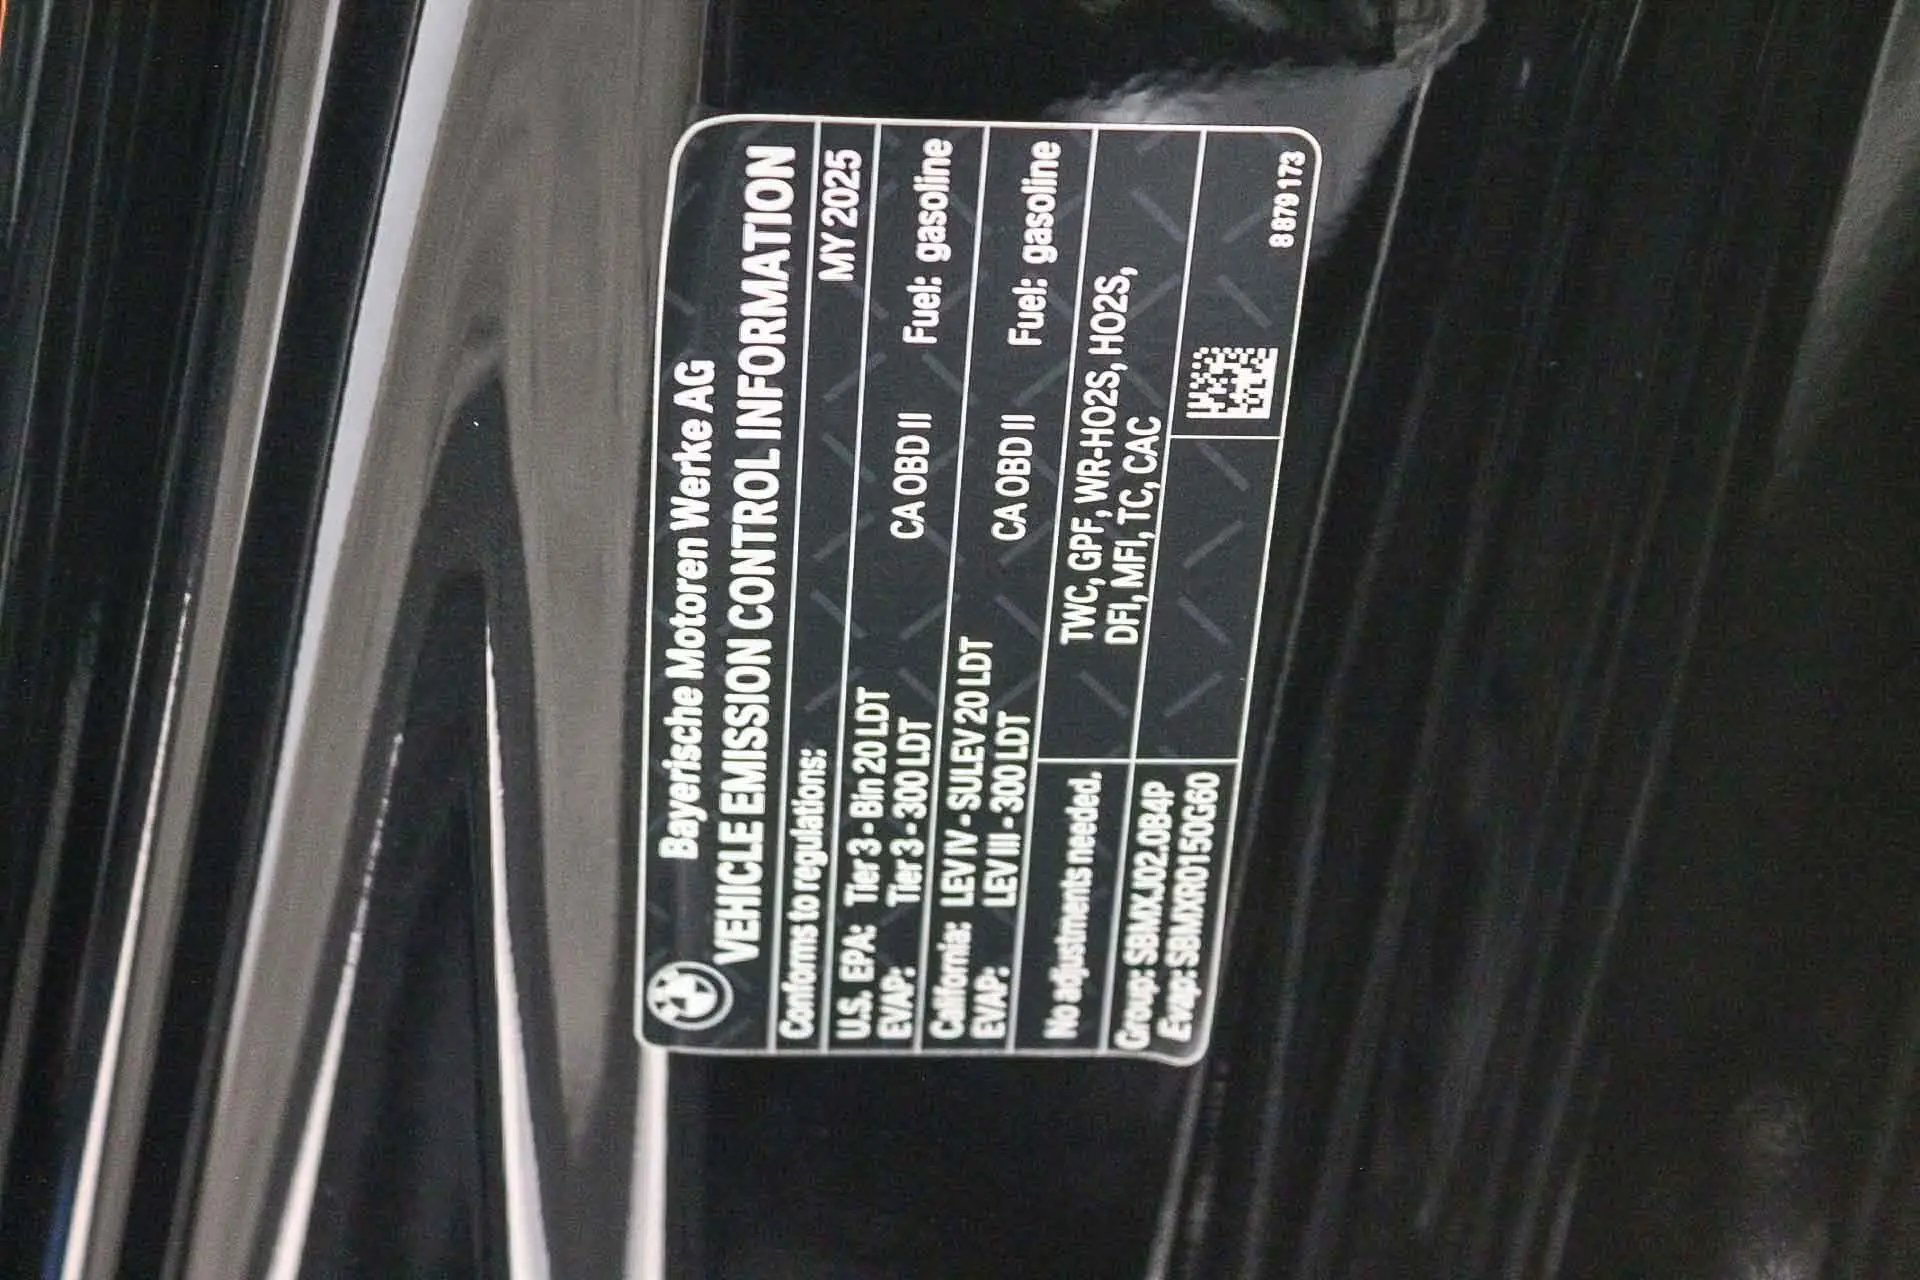 Bayerische Motoren Werke AG
VEHICLE EMISSION CONTROL INFORMATION
Conforms to regulations: MY 2025
U.S. EPA: Tier 3 - Bin 20 LDT CA OBD II Fuel: gasoline
EVAP: Tier 3 - 300 LDT
California: LEV IV - SULEV 20 LDT CA OBD II Fuel: gasoline
EVAP: LEV III - 300 LDT
No adjustments needed. TWC, GPF, WR-HO2S, HO2S,
DFI, MFI, TC, CAC
Group: SBMXJ02.0B4P
Evap: SBMXR0150G60
8 879 173